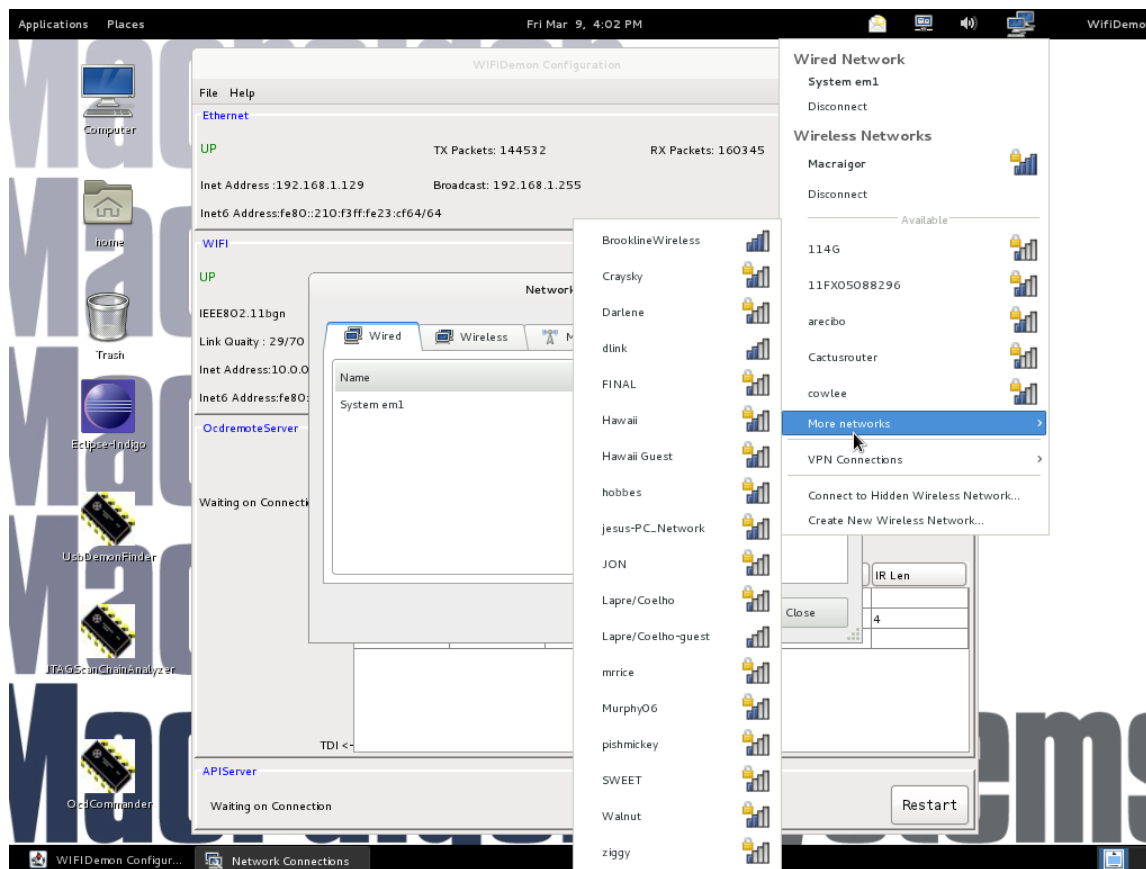 Applications Places Fri Mar 9, 4:02 PM WifiDemo
Computer
home
Trash
Eclipse-Indigo
UsbDemonFinder
JTAGScanChainAnalyzer
OcdCommander
WIFIDemon Configuration
File Help
Ethernet
UP TX Packets: 144532 RX Packets: 160345
Inet Address :192.168.1.129 Broadcast: 192.168.1.255
Inet6 Address:fe80::210:f3ff:fe23:cf64/64
WIFI
UP
IEEE802.11bgn
Link Quaity : 29/70
Inet Address:10.0.0
Inet6 Address:fe80:
OcdremoteServer
Waiting on Connecti
IR Len
4
TDI <-
APIServer
Waiting on Connection
Restart
Network
Wired Wireless M
Name
System em1
Close
BrooklineWireless
Craysky
Darlene
dlink
FINAL
Hawaii
Hawaii Guest
hobbes
jesus-PC_Network
JON
Lapre/Coelho
Lapre/Coelho-guest
mrrice
Murphy06
pishmickey
SWEET
Walnut
ziggy
Wired Network
System em1
Disconnect
Wireless Networks
Macraigor
Disconnect
Available
114G
11FX05088296
arecibo
Cactusrouter
cowlee
More networks
VPN Connections
Connect to Hidden Wireless Network...
Create New Wireless Network...
WIFIDemon Configur... Network Connections